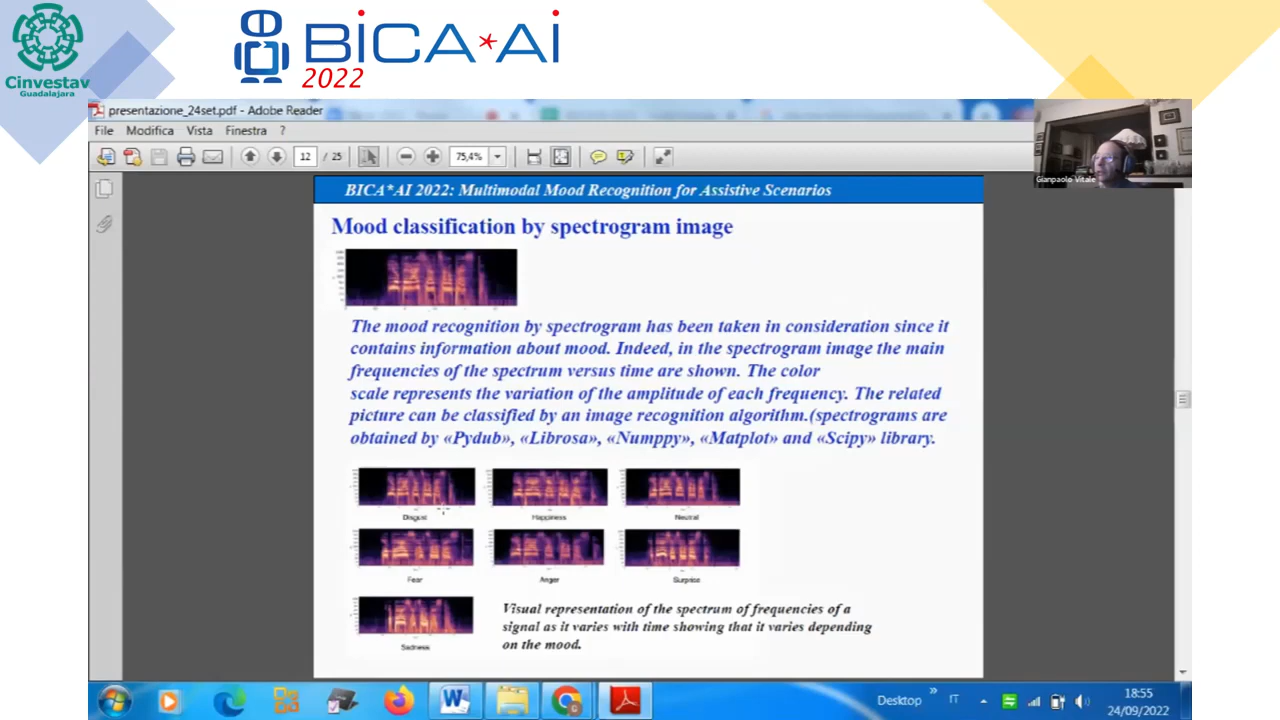 Cinvestav
Guadalajara
BiCA*Ai
2022
presentazione_24set.pdf - Adobe Reader
File Modifica Vista Finestra ?
12 / 25 75,4%
Gianpaolo Vitale
BICA*AI 2022: Multimodal Mood Recognition for Assistive Scenarios
Mood classification by spectrogram image
The mood recognition by spectrogram has been taken in consideration since it
contains information about mood. Indeed, in the spectrogram image the main
frequencies of the spectrum versus time are shown. The color
scale represents the variation of the amplitude of each frequency. The related
picture can be classified by an image recognition algorithm.(spectrograms are
obtained by «Pydub», «Librosa», «Numppy», «Matplot» and «Scipy» library.
Disgust Happiness Neutral
Fear Anger Surprise
Sadness
Visual representation of the spectrum of frequencies of a
signal as it varies with time showing that it varies depending
on the mood.
Desktop » IT 18:55
24/09/2022